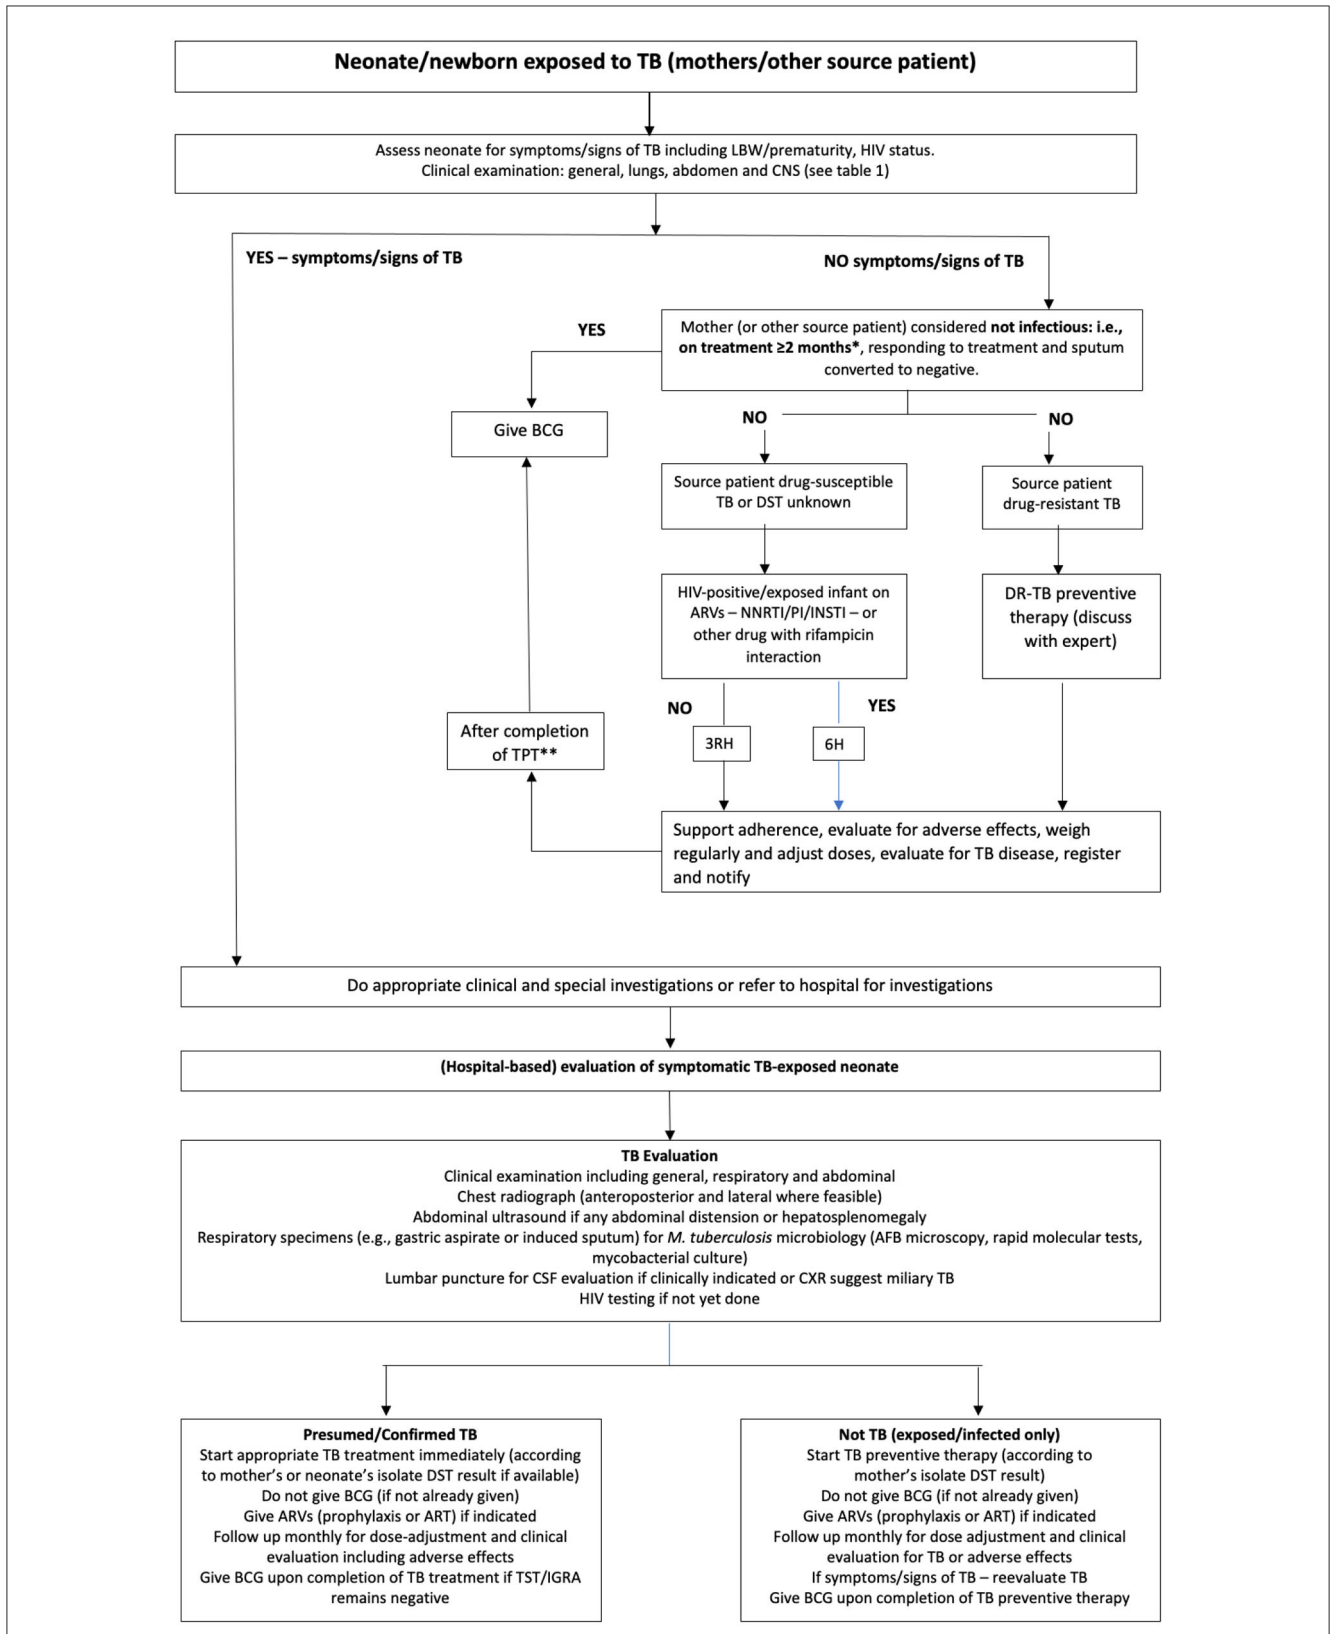 Neonate/newborn exposed to TB (mothers/other source patient)
Assess neonate for symptoms/signs of TB including LBW/prematurity, HIV status.
Clinical examination: general, lungs, abdomen and CNS (see table 1)
YES – symptoms/signs of TB
NO symptoms/signs of TB
YES
Mother (or other source patient) considered not infectious: i.e.,
on treatment ≥2 months*, responding to treatment and sputum
converted to negative.
Give BCG
NO
NO
Source patient drug-susceptible
TB or DST unknown
Source patient
drug-resistant TB
HIV-positive/exposed infant on
ARVs – NNRTI/PI/INSTI – or
other drug with rifampicin
interaction
DR-TB preventive
therapy (discuss
with expert)
NO
YES
After completion
of TPT**
3RH
6H
Support adherence, evaluate for adverse effects, weigh
regularly and adjust doses, evaluate for TB disease, register
and notify
Do appropriate clinical and special investigations or refer to hospital for investigations
(Hospital-based) evaluation of symptomatic TB-exposed neonate
TB Evaluation
Clinical examination including general, respiratory and abdominal
Chest radiograph (anteroposterior and lateral where feasible)
Abdominal ultrasound if any abdominal distension or hepatosplenomegaly
Respiratory specimens (e.g., gastric aspirate or induced sputum) for M. tuberculosis microbiology (AFB microscopy, rapid molecular tests,
mycobacterial culture)
Lumbar puncture for CSF evaluation if clinically indicated or CXR suggest miliary TB
HIV testing if not yet done
Presumed/Confirmed TB
Start appropriate TB treatment immediately (according
to mother's or neonate's isolate DST result if available)
Do not give BCG (if not already given)
Give ARVs (prophylaxis or ART) if indicated
Follow up monthly for dose-adjustment and clinical
evaluation including adverse effects
Give BCG upon completion of TB treatment if TST/IGRA
remains negative
Not TB (exposed/infected only)
Start TB preventive therapy (according to
mother's isolate DST result)
Do not give BCG (if not already given)
Give ARVs (prophylaxis or ART) if indicated
Follow up monthly for dose adjustment and clinical
evaluation for TB or adverse effects
If symptoms/signs of TB – reevaluate TB
Give BCG upon completion of TB preventive therapy